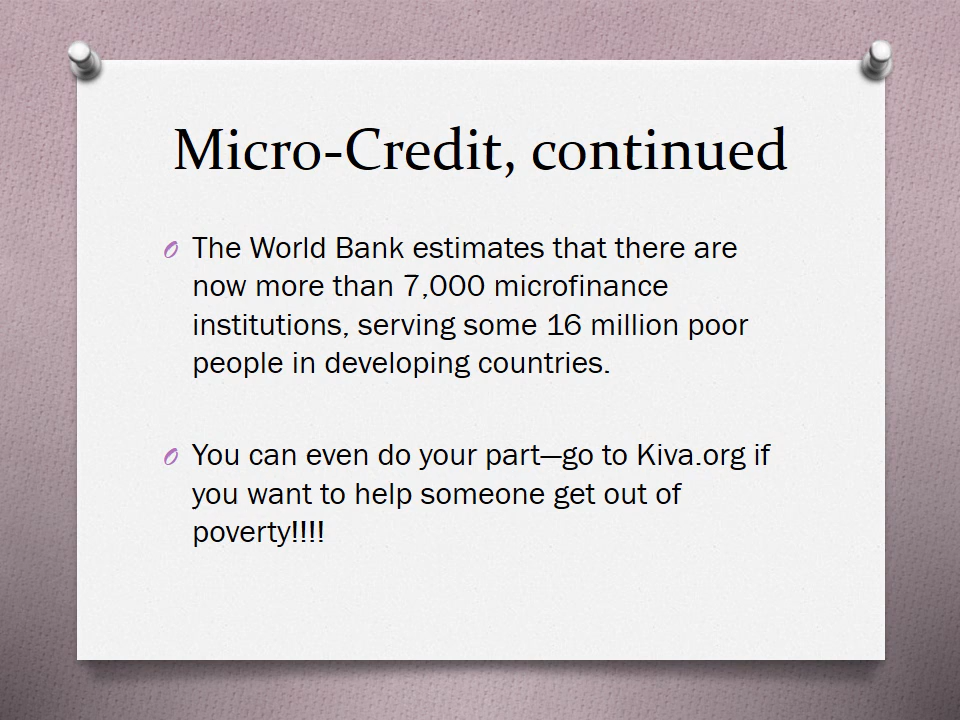 Micro-Credit, continued
The World Bank estimates that there are
now more than 7,000 microfinance
institutions, serving some 16 million poor
people in developing countries.
You can even do your part—go to Kiva.org if
you want to help someone get out of
poverty!!!!